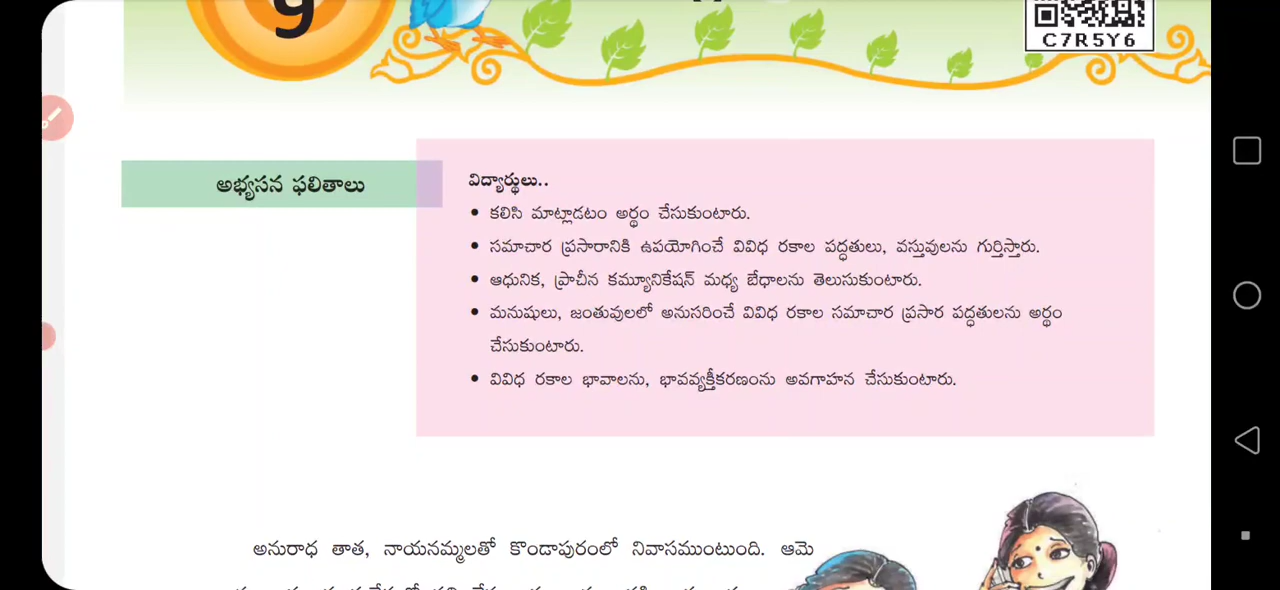 9
C7R5Y6
అభ్యసన ఫలితాలు
విద్యార్థులు..
• కలిసి మాట్లాడటం అర్థం చేసుకుంటారు.
• సమాచార ప్రసారానికి ఉపయోగించే వివిధ రకాల పద్ధతులు, వస్తువులను గుర్తిస్తారు.
• ఆధునిక, ప్రాచీన కమ్యూనికేషన్ మధ్య బేధాలను తెలుసుకుంటారు.
• మనుషులు, జంతువులలో అనుసరించే వివిధ రకాల సమాచార ప్రసార పద్ధతులను అర్థం
చేసుకుంటారు.
• వివిధ రకాల భావాలను, భావవ్యక్తీకరణంను అవగాహన చేసుకుంటారు.
అనురాధ తాత, నాయనమ్మలతో కొండాపురంలో నివాసముంటుంది. ఆమె